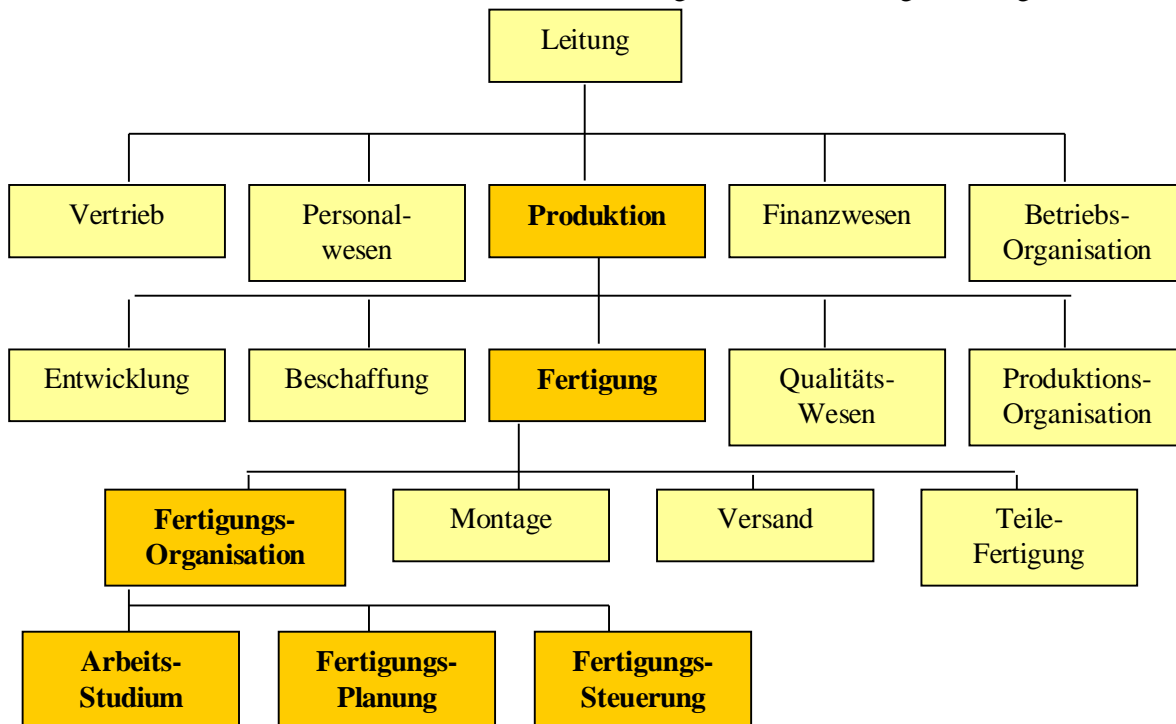 Leitung
Vertrieb
Personal-
wesen
Produktion
Finanzwesen
Betriebs-
Organisation
Entwicklung
Beschaffung
Fertigung
Qualitäts-
Wesen
Produktions-
Organisation
Fertigungs-
Organisation
Montage
Versand
Teile-
Fertigung
Arbeits-
Studium
Fertigungs-
Planung
Fertigungs-
Steuerung